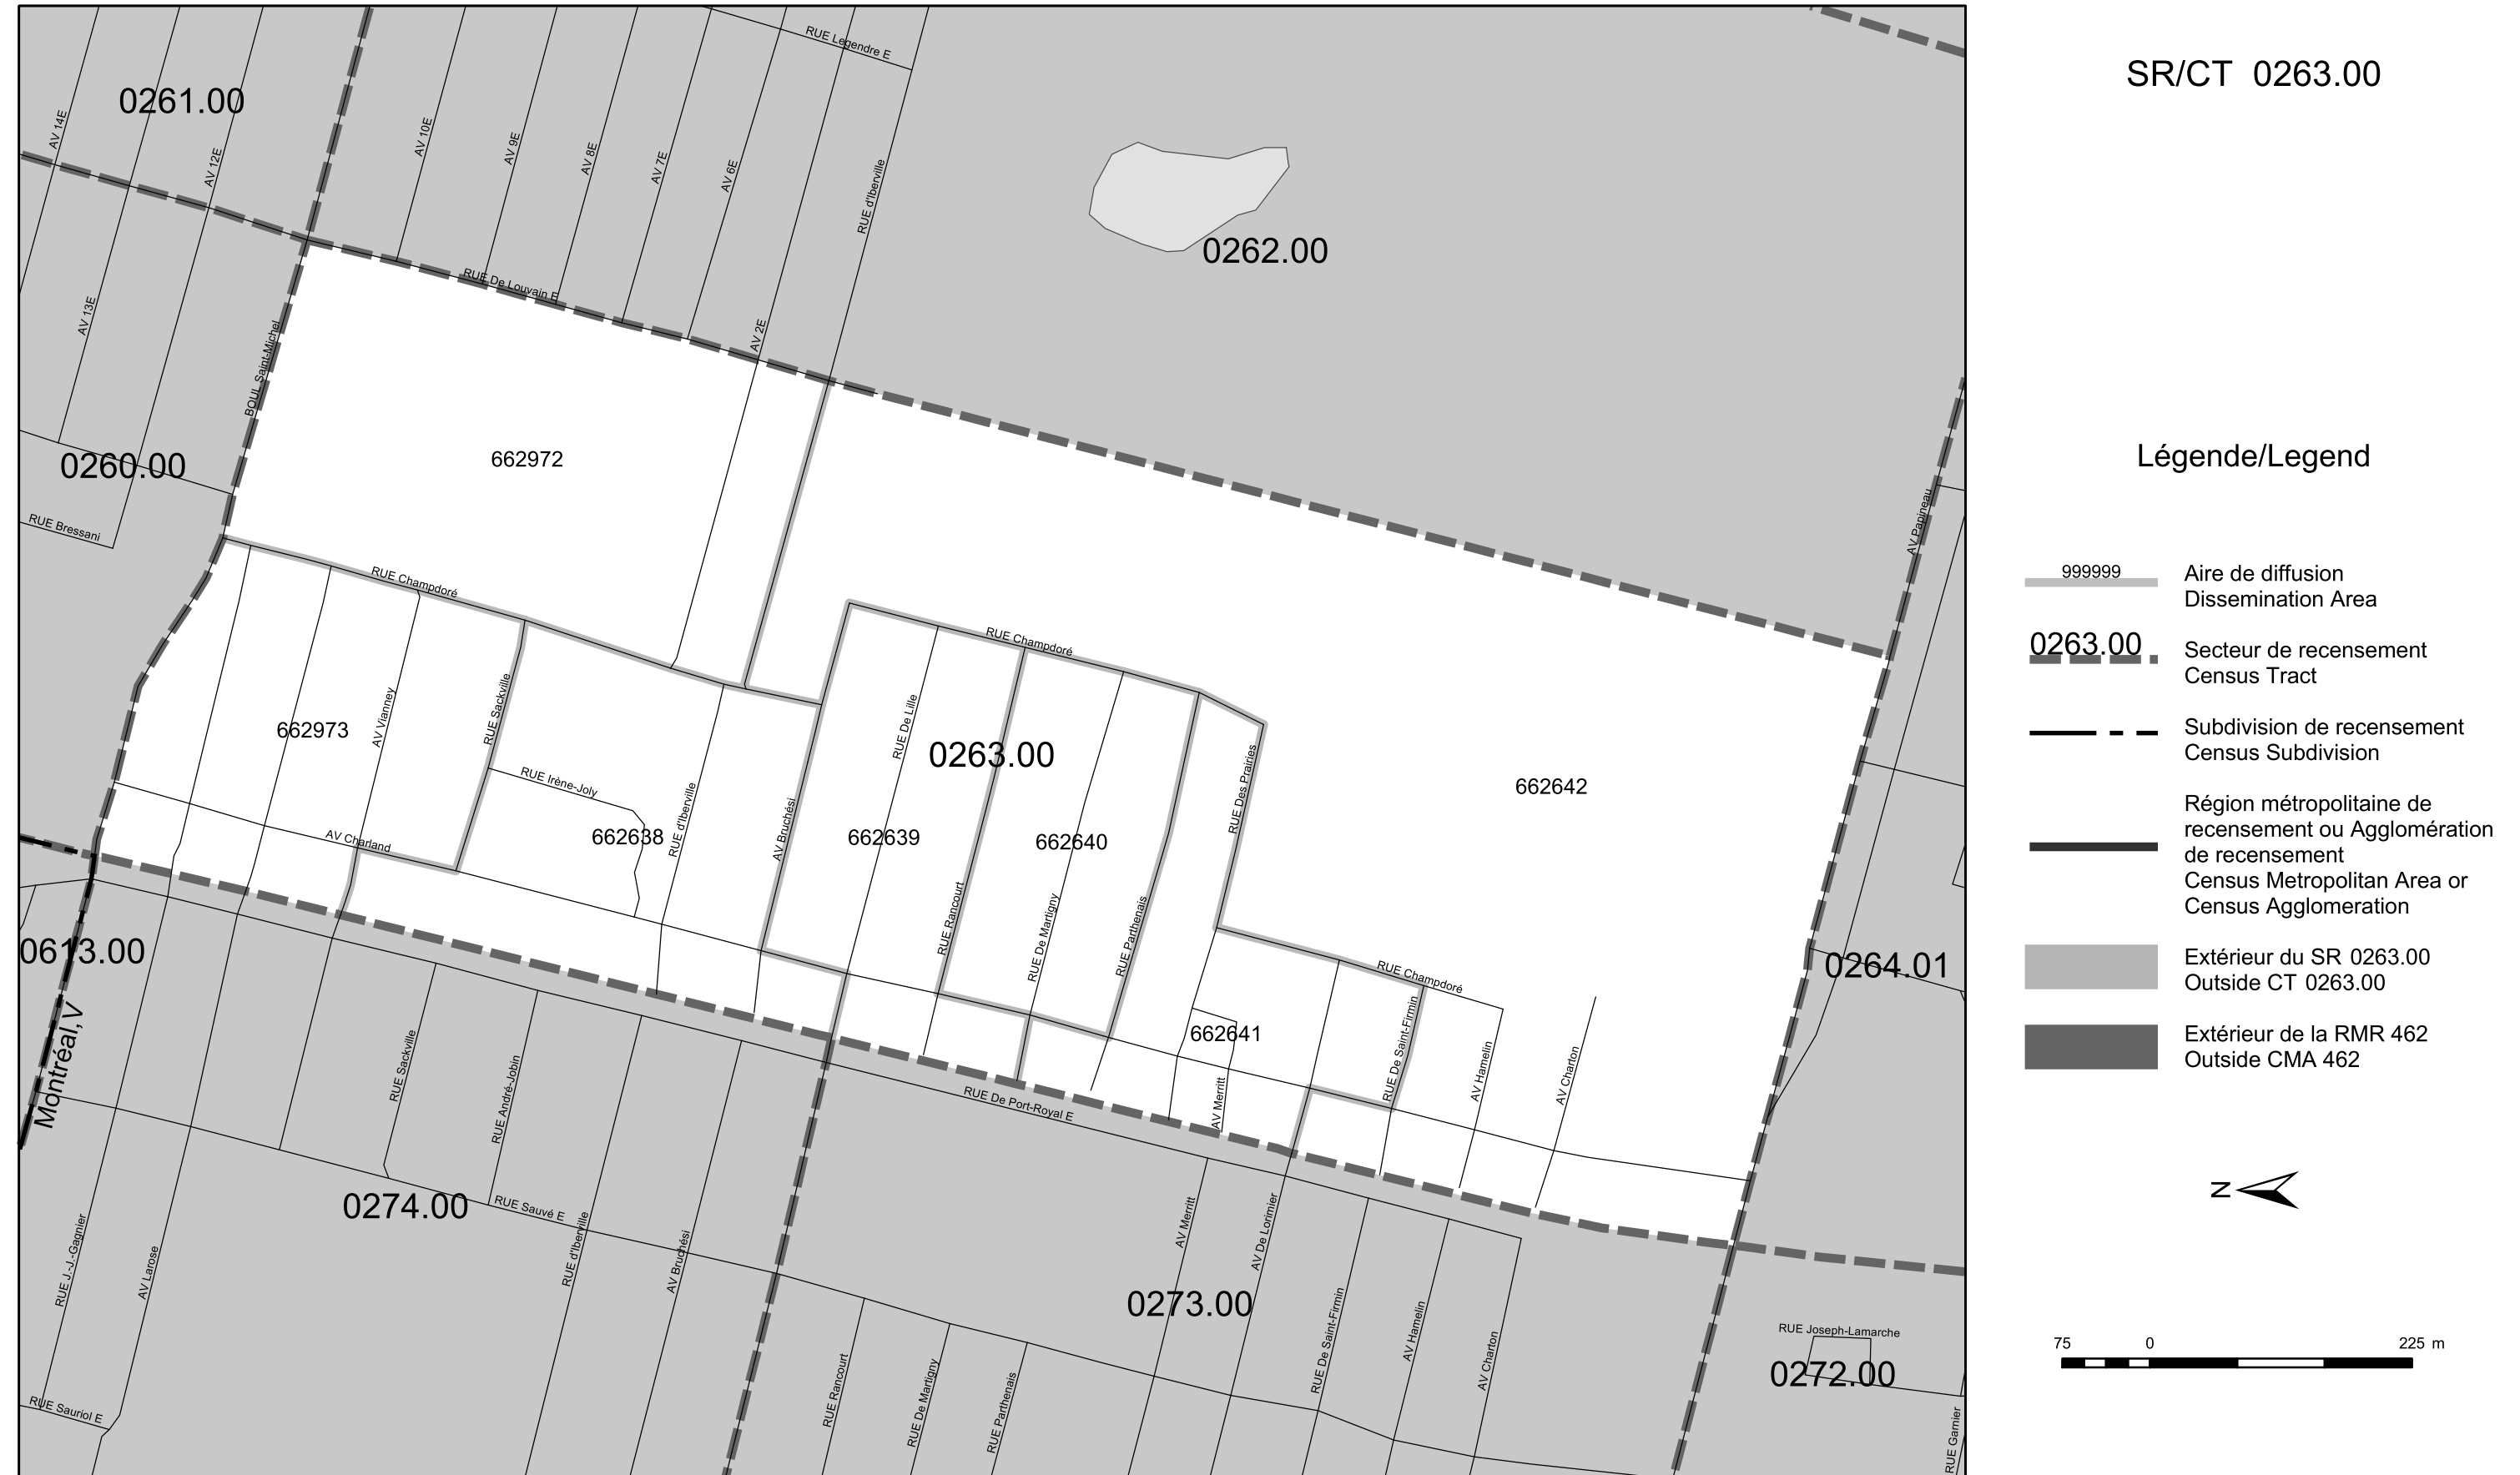 SR/CT 0263.00
RUE Legendre E
0261.00
AV 14E
AV 12E
AV 10E
AV 9E
AV 8E
AV 7E
AV 6E
RUE d'Iberville
0262.00
RUE De Louvain E
AV 13E
AV 2E
BOUL Saint-Michel
0260.00
662972
RUE Bressani
AV Papineau
RUE Champdoré
RUE Champdoré
662973
AV Vianney
RUE Sackville
RUE De Lille
0263.00
RUE Irène-Joly
662638
RUE d'Iberville
AV Bruchési
662639
662640
RUE Des Prairies
662642
AV Charland
RUE Rancourt
RUE De Martigny
RUE Parthenais
RUE Champdoré
0613.00
0264.01
Montréal,V
662641
AV Merritt
RUE De Saint-Firmin
AV Hamelin
AV Charton
RUE Sackville
RUE André-Jobin
RUE De Port-Royal E
0274.00
RUE Sauvé E
RUE J.-J.-Gagnier
AV Larose
RUE d'Iberville
AV Bruchési
AV Merritt
AV De Lorimier
0273.00
RUE De Saint-Firmin
AV Hamelin
AV Charton
RUE Joseph-Lamarche
0272.00
RUE Sauriol E
RUE Rancourt
RUE De Martigny
RUE Parthenais
RUE Garnier
Légende/Legend
999999
Aire de diffusion
Dissemination Area
0263.00
Secteur de recensement
Census Tract
Subdivision de recensement
Census Subdivision
Région métropolitaine de
recensement ou Agglomération
de recensement
Census Metropolitan Area or
Census Agglomeration
Extérieur du SR 0263.00
Outside CT 0263.00
Extérieur de la RMR 462
Outside CMA 462
N
75 0 225 m